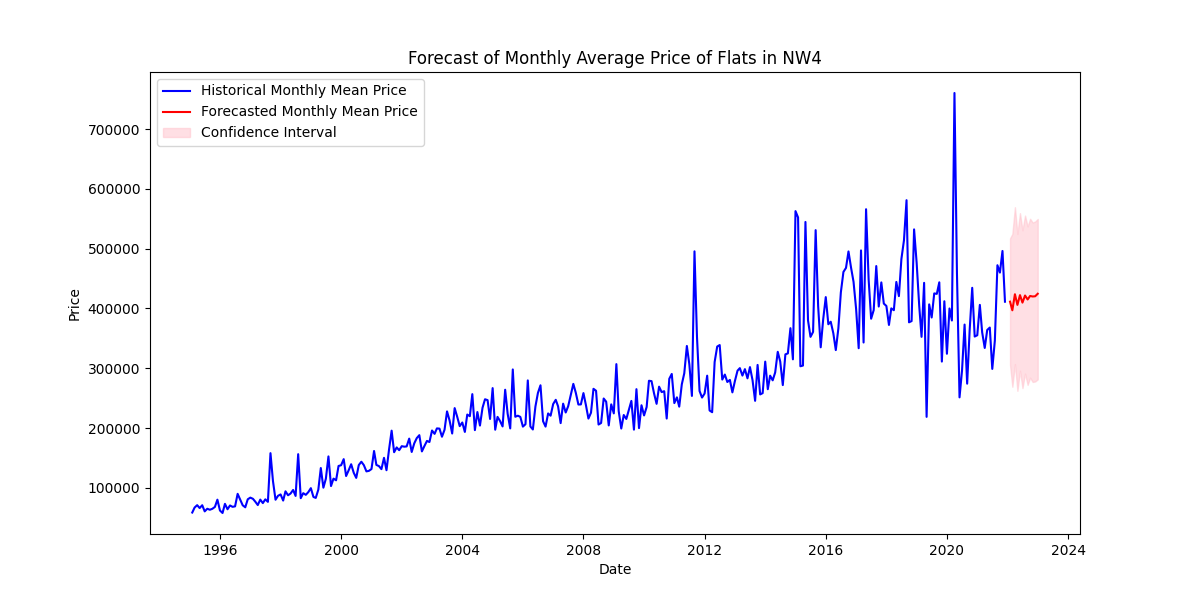 Forecast of Monthly Average Price of Flats in NW4
Historical Monthly Mean Price
Forecasted Monthly Mean Price
Confidence Interval
Price
700000
600000
500000
400000
300000
200000
100000
1996
2000
2004
2008
2012
2016
2020
2024
Date